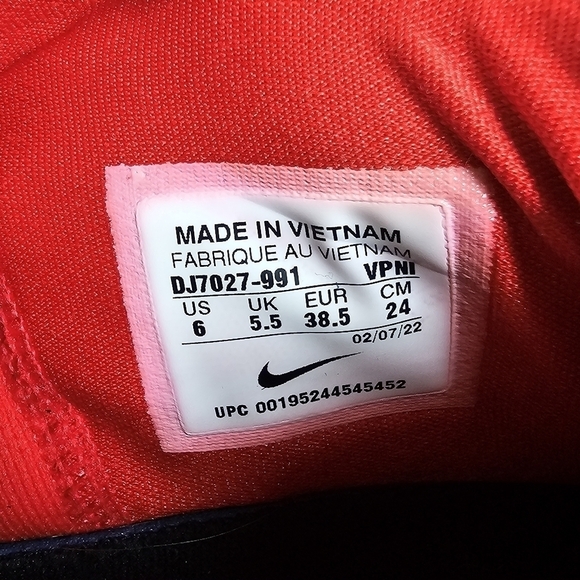 MADE IN VIETNAM
FABRIQUE AU VIETNAM
DJ7027-991 VPNI
US UK EUR CM
6 5.5 38.5 24
02/07/22
UPC 00195244545452